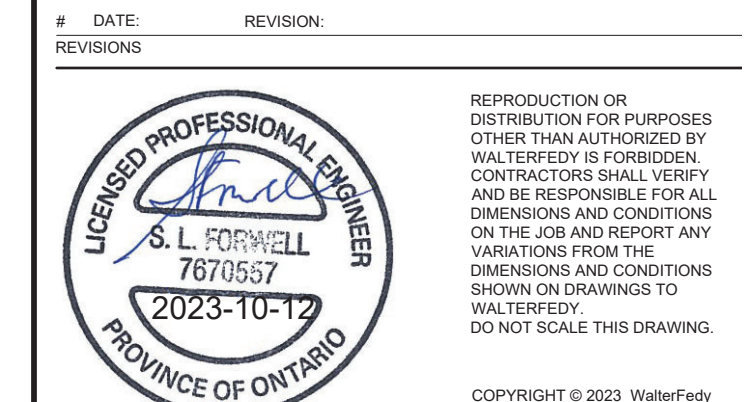 # DATE: REVISION:
REVISIONS
LICENSED PROFESSIONAL ENGINEER
S. L. FORWELL
7670557
2023-10-12
PROVINCE OF ONTARIO
REPRODUCTION OR
DISTRIBUTION FOR PURPOSES
OTHER THAN AUTHORIZED BY
WALTERFEDY IS FORBIDDEN.
CONTRACTORS SHALL VERIFY
AND BE RESPONSIBLE FOR ALL
DIMENSIONS AND CONDITIONS
ON THE JOB AND REPORT ANY
VARIATIONS FROM THE
DIMENSIONS AND CONDITIONS
SHOWN ON DRAWINGS TO
WALTERFEDY.
DO NOT SCALE THIS DRAWING.
COPYRIGHT © 2023 WalterFedy